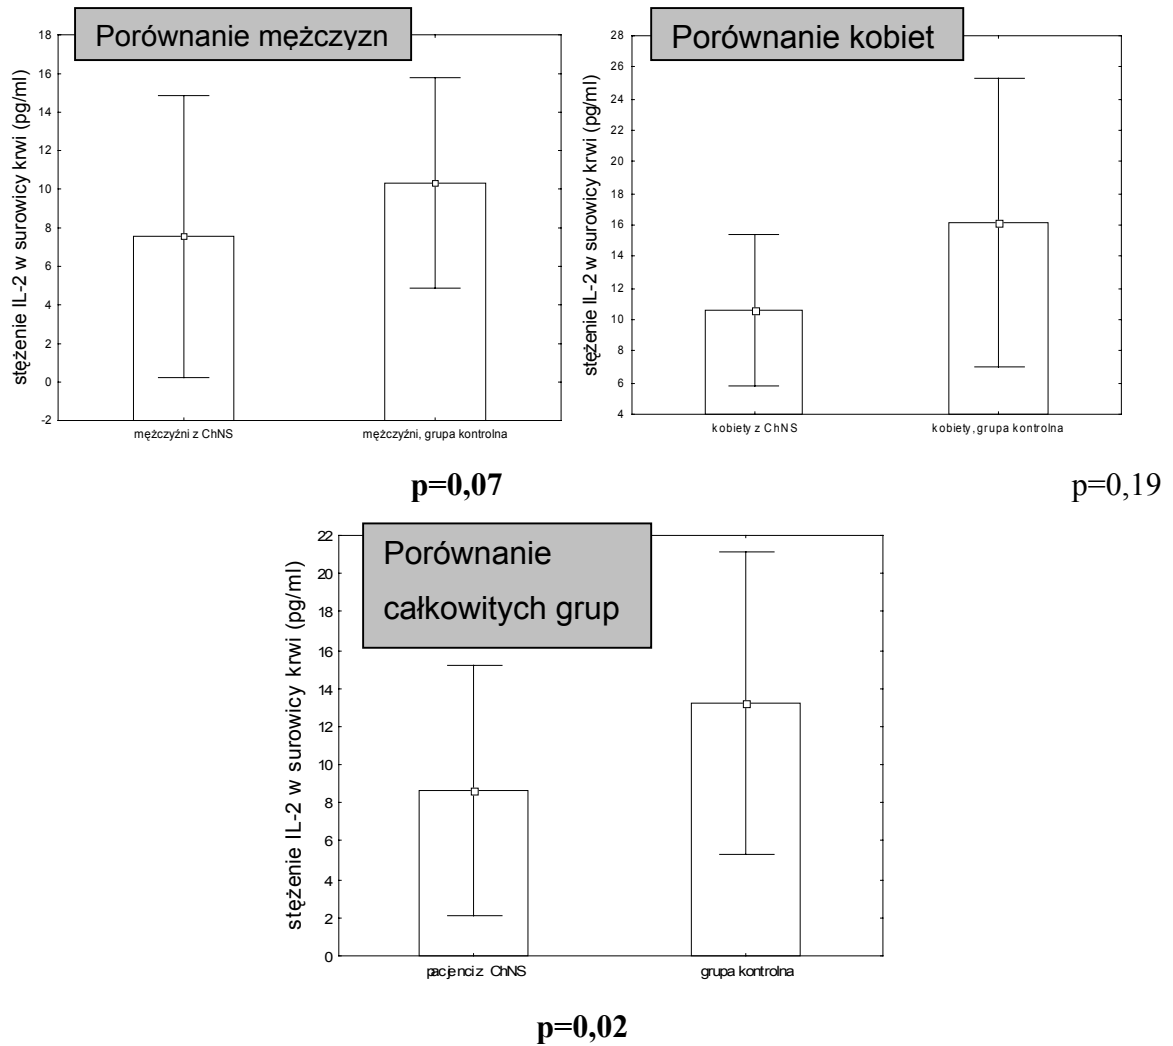 Porównanie mężczyzn
stężenie IL-2 w surowicy krwi (pg/ml)
18
16
14
12
10
8
6
4
2
0
-2
mężczyźni z ChNS
mężczyźni, grupa kontrolna
p=0,07
Porównanie kobiet
stężenie IL-2 w surowicy krwi (pg/ml)
28
26
24
22
20
18
16
14
12
10
8
6
4
kobiety z ChNS
kobiety, grupa kontrolna
p=0,19
Porównanie
całkowitych grup
stężenie IL-2 w surowicy krwi (pg/ml)
22
20
18
16
14
12
10
8
6
4
2
0
pacjenci z ChNS
grupa kontrolna
p=0,02